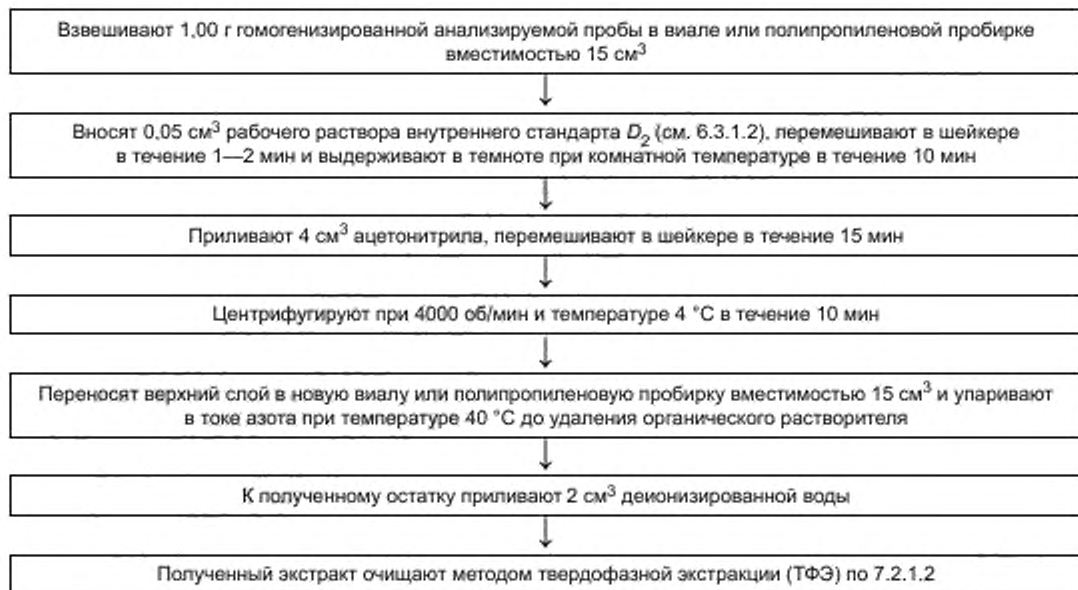 Взвешивают 1,00 г гомогенизированной анализируемой пробы в виале или полипропиленовой пробирке
вместимостью 15 см³
Вносят 0,05 см³ рабочего раствора внутреннего стандарта D₂ (см. 6.3.1.2), перемешивают в шейкере
в течение 1—2 мин и выдерживают в темноте при комнатной температуре в течение 10 мин
Приливают 4 см³ ацетонитрила, перемешивают в шейкере в течение 15 мин
Центрифугируют при 4000 об/мин и температуре 4 °С в течение 10 мин
Переносят верхний слой в новую виалу или полипропиленовую пробирку вместимостью 15 см³ и упаривают
в токе азота при температуре 40 °С до удаления органического растворителя
К полученному остатку приливают 2 см³ деионизированной воды
Полученный экстракт очищают методом твердофазной экстракции (ТФЭ) по 7.2.1.2